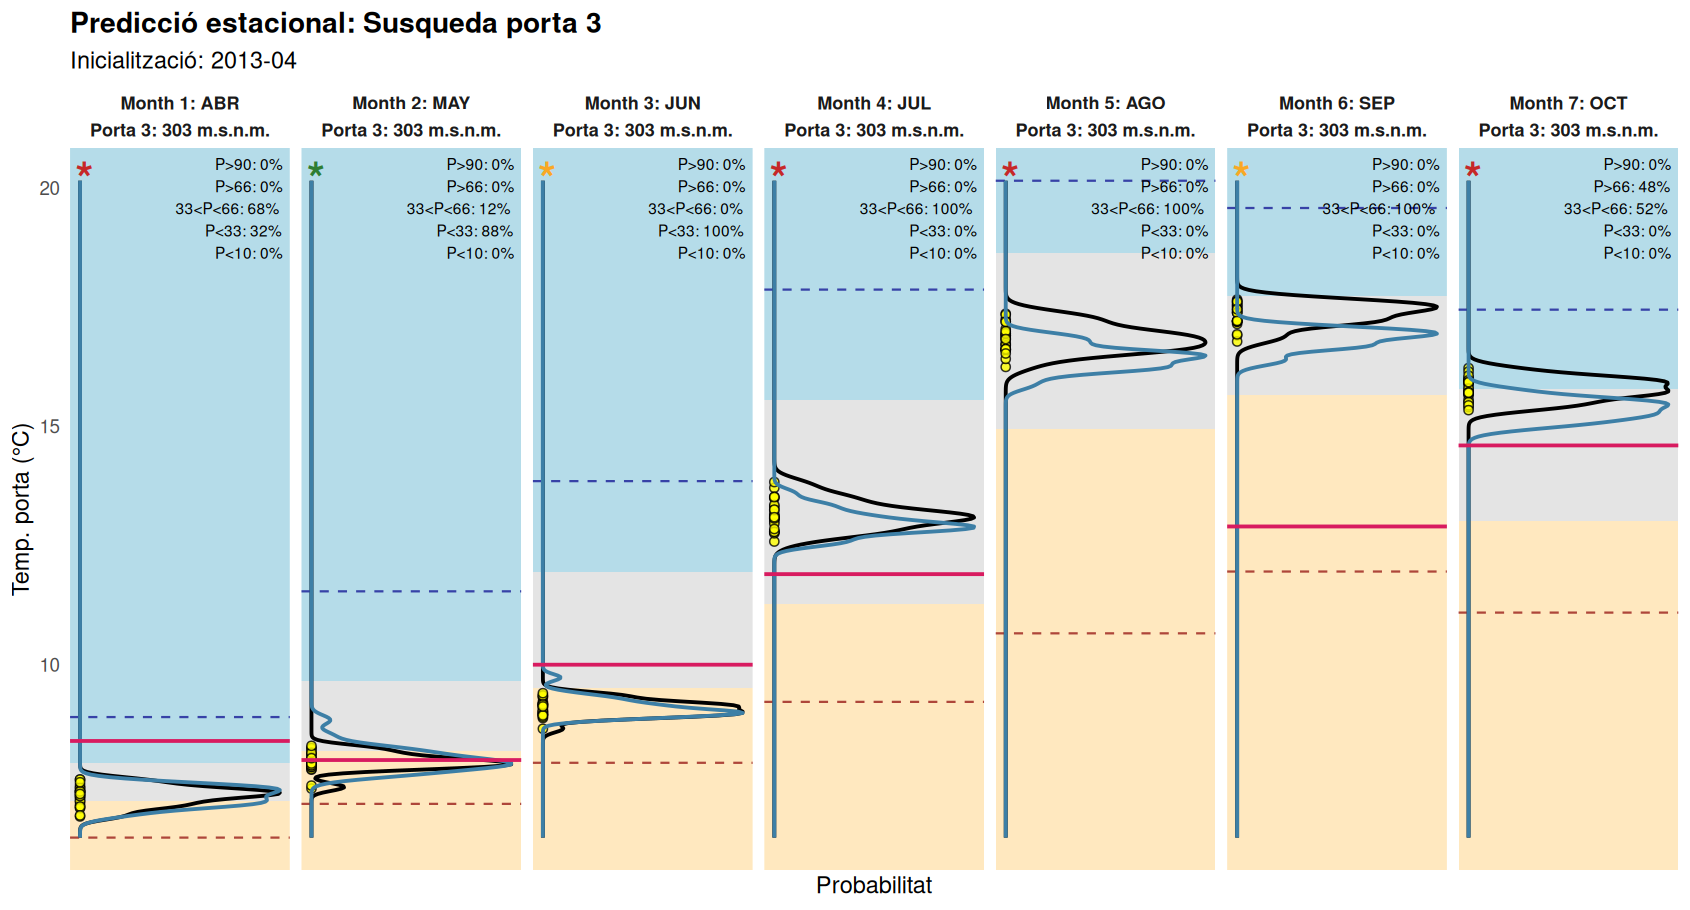 Predicció estacional: Susqueda porta 3
Inicialització: 2013-04
Month 1: ABR
Porta 3: 303 m.s.n.m.
Month 2: MAY
Porta 3: 303 m.s.n.m.
Month 3: JUN
Porta 3: 303 m.s.n.m.
Month 4: JUL
Porta 3: 303 m.s.n.m.
Month 5: AGO
Porta 3: 303 m.s.n.m.
Month 6: SEP
Porta 3: 303 m.s.n.m.
Month 7: OCT
Porta 3: 303 m.s.n.m.
*
P>90: 0%
P>66: 0%
33<P<66: 68%
P<33: 32%
P<10: 0%
*
P>90: 0%
P>66: 0%
33<P<66: 12%
P<33: 88%
P<10: 0%
*
P>90: 0%
P>66: 0%
33<P<66: 0%
P<33: 100%
P<10: 0%
*
P>90: 0%
P>66: 0%
33<P<66: 100%
P<33: 0%
P<10: 0%
*
P>90: 0%
P>66: 0%
33<P<66: 100%
P<33: 0%
P<10: 0%
*
P>90: 0%
P>66: 0%
33<P<66: 100%
P<33: 0%
P<10: 0%
*
P>90: 0%
P>66: 48%
33<P<66: 52%
P<33: 0%
P<10: 0%
20
15
10
Temp. porta (°C)
Probabilitat